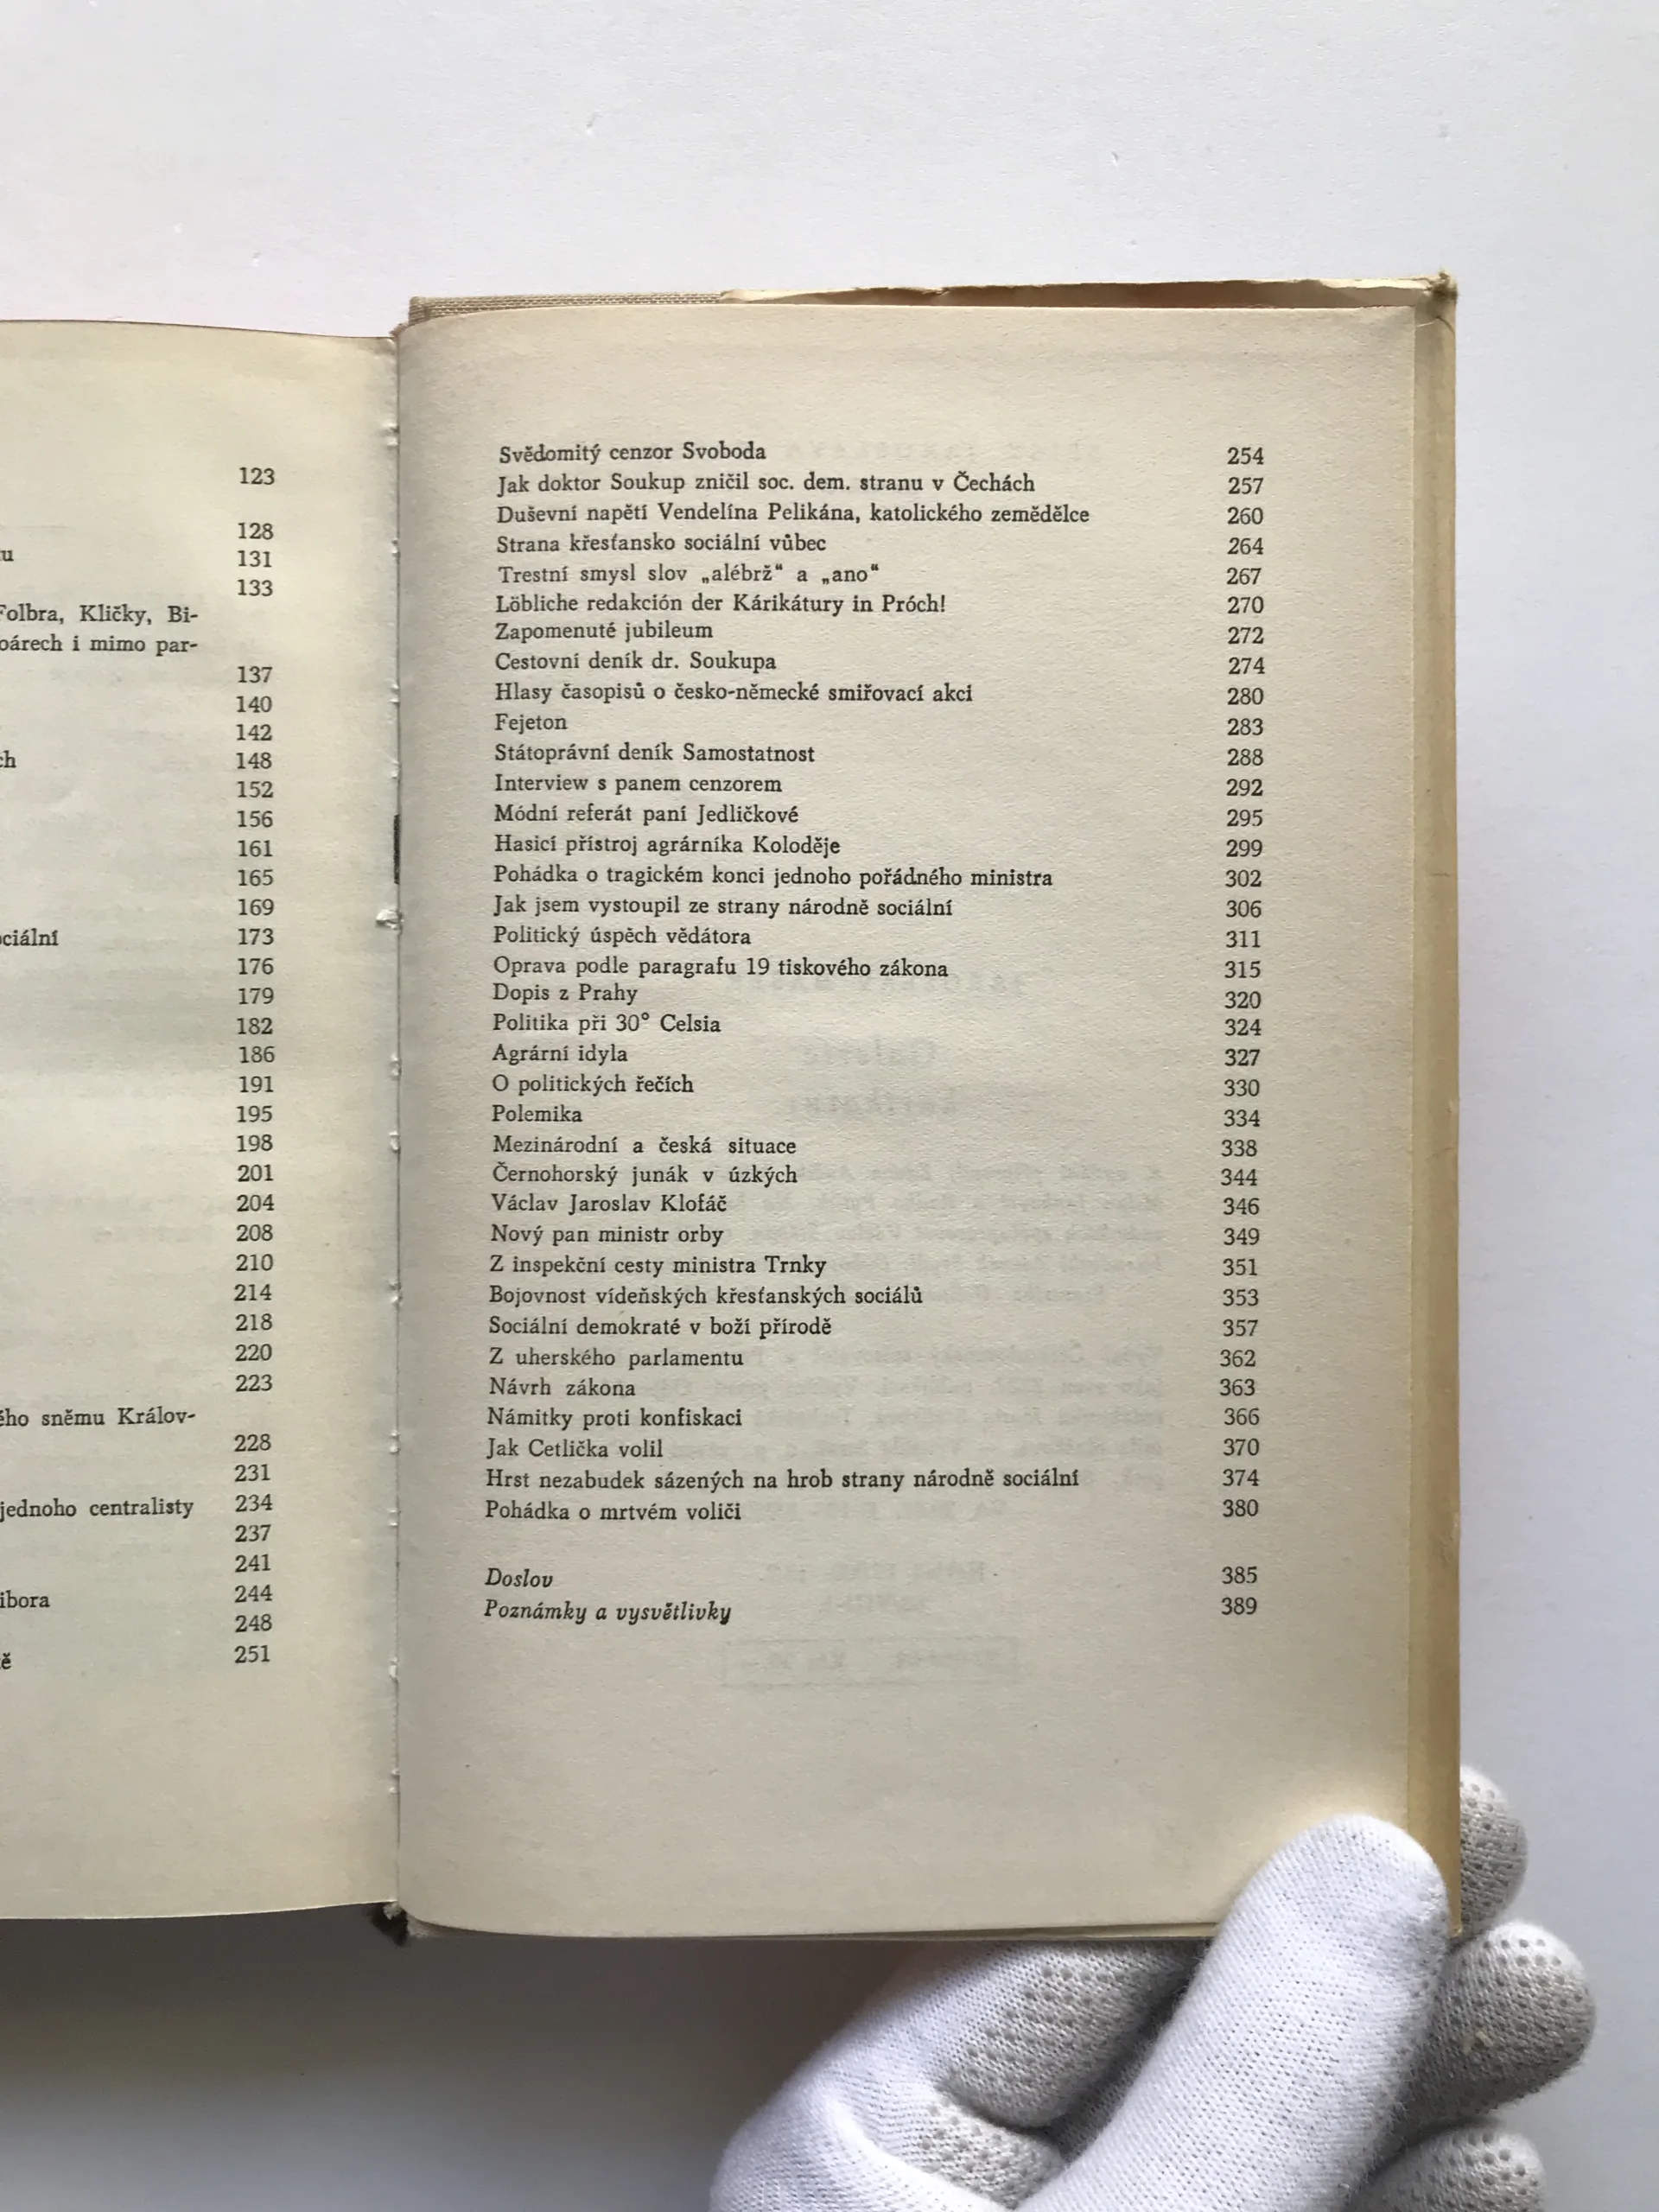 123
128
131
133
Folbra, Kličky, Bi-
párech i mimo par-
137
140
142
148
152
156
161
165
169
ciální 173
176
179
182
186
191
195
198
201
204
208
210
214
218
220
223
ého sněmu Králov-
228
231
jednoho centralisty 234
237
241
ibora 244
248
251
Svědomitý cenzor Svoboda 254
Jak doktor Soukup zničil soc. dem. stranu v Čechách 257
Duševní napětí Vendelína Pelikána, katolického zemědělce 260
Strana křesťansko sociální vůbec 264
Trestní smysl slov „alébrž“ a „ano“ 267
Löbliche redakción der Kárikátury in Próch! 270
Zapomenuté jubileum 272
Cestovní deník dr. Soukupa 274
Hlasy časopisů o česko-německé smiřovací akci 280
Fejeton 283
Státoprávní deník Samostatnost 288
Interview s panem cenzorem 292
Módní referát paní Jedličkové 295
Hasicí přístroj agrárníka Koloděje 299
Pohádka o tragickém konci jednoho pořádného ministra 302
Jak jsem vystoupil ze strany národně sociální 306
Politický úspěch vědátora 311
Oprava podle paragrafu 19 tiskového zákona 315
Dopis z Prahy 320
Politika při 30° Celsia 324
Agrární idyla 327
O politických řečích 330
Polemika 334
Mezinárodní a česká situace 338
Černohorský junák v úzkých 344
Václav Jaroslav Klofáč 346
Nový pan ministr orby 349
Z inspekční cesty ministra Trnky 351
Bojovnost vídeňských křesťanských sociálů 353
Sociální demokraté v boží přírodě 357
Z uherského parlamentu 362
Návrh zákona 363
Námitky proti konfiskaci 366
Jak Cetlička volil 370
Hrst nezabudek sázených na hrob strany národně sociální 374
Pohádka o mrtvém voliči 380
Doslov 385
Poznámky a vysvětlivky 389